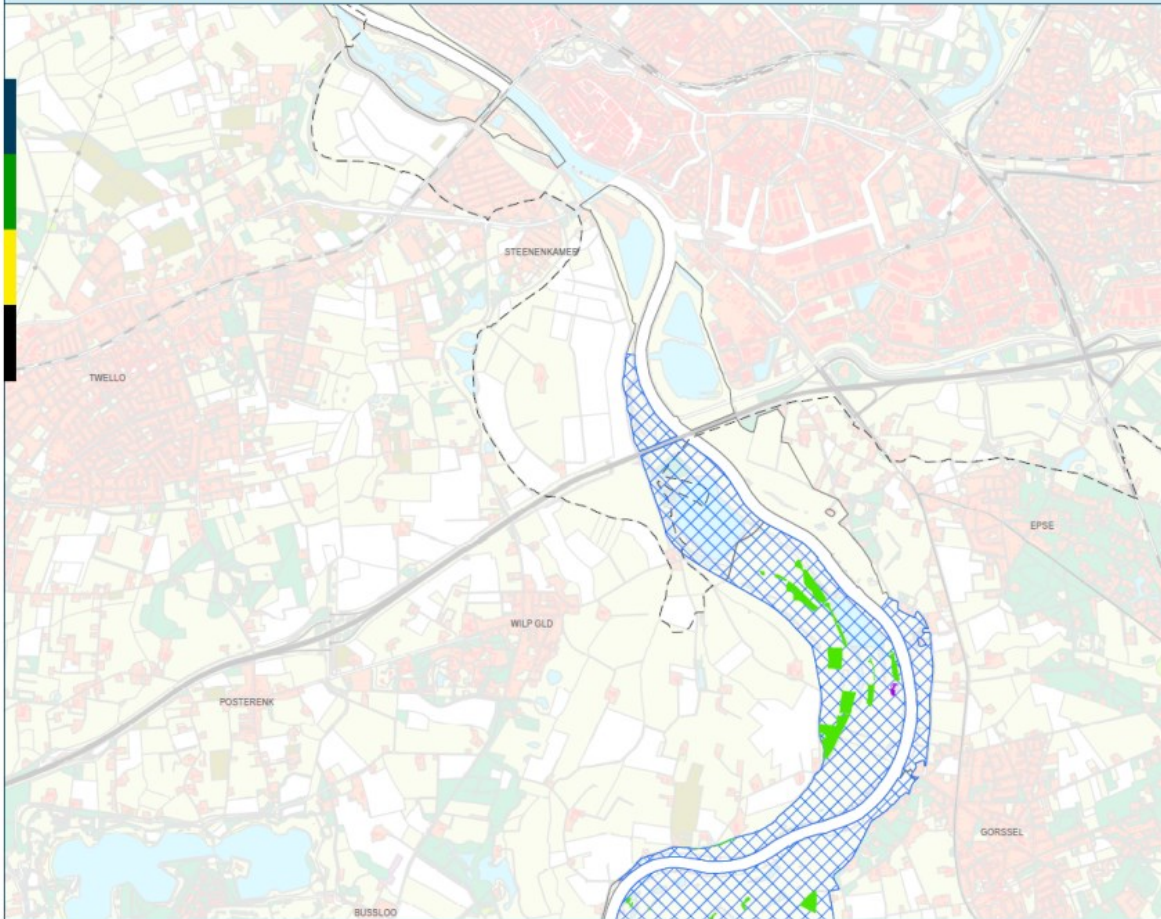 STEENENKAMER
TWELLO
EPSE
WILP GLD
POSTERENK
GORSSEL
BUSSLOO